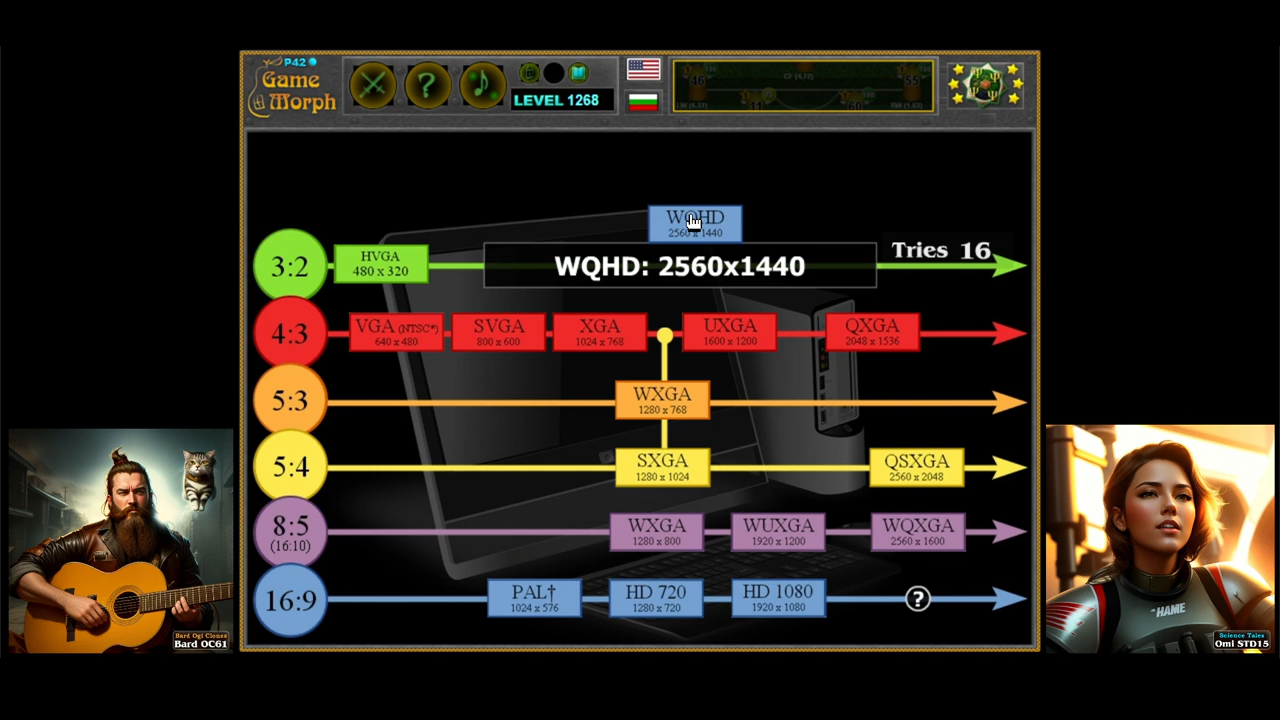 P42
Game
Morph
?
LEVEL 1268
WQHD
2560 x 1440
WQHD: 2560x1440
Tries 16
3:2
HVGA
480 x 320
4:3
VGA (NTSC*)
640 x 480
SVGA
800 x 600
XGA
1024 x 768
UXGA
1600 x 1200
QXGA
2048 x 1536
5:3
WXGA
1280 x 768
5:4
SXGA
1280 x 1024
QSXGA
2560 x 2048
8:5
(16:10)
WXGA
1280 x 800
WUXGA
1920 x 1200
WQXGA
2560 x 1600
16:9
PAL†
1024 x 576
HD 720
1280 x 720
HD 1080
1920 x 1080
?
Bard Ogi Clones
Bard OC61
HAME
Science Tales
Omi STD15